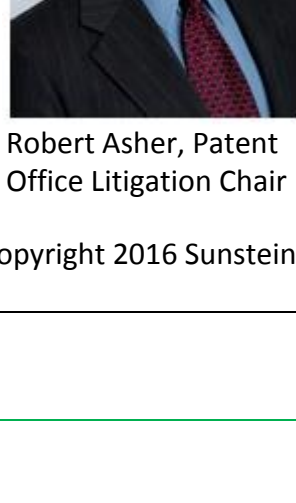 Robert Asher, Patent
Office Litigation Chair
opyright 2016 Sunstein